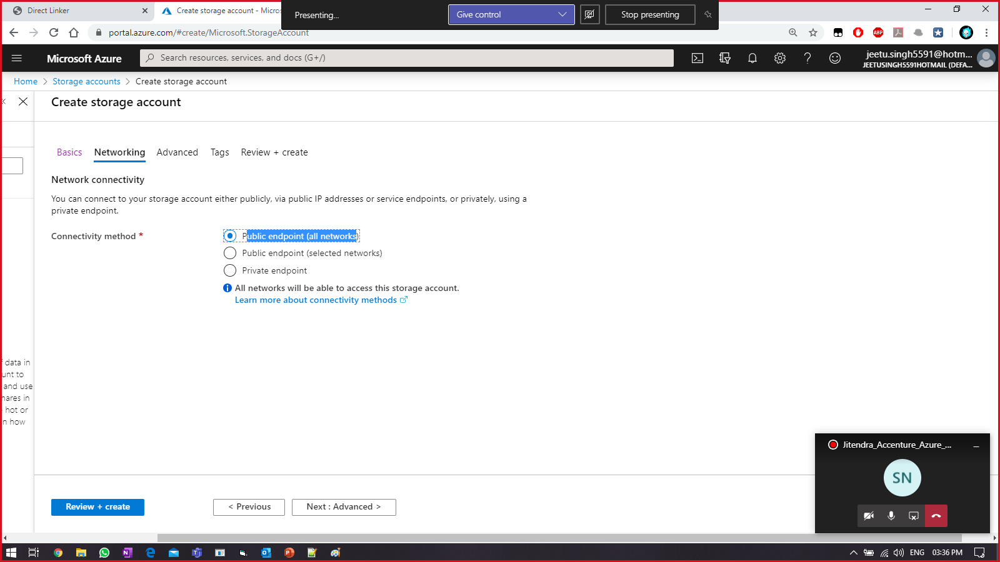 Direct Linker
Create storage account - Micros
Presenting...
Give control
Stop presenting
portal.azure.com/#create/Microsoft.StorageAccount
ABP
Microsoft Azure
Search resources, services, and docs (G+/)
jeetu.singh5591@hotm...
JEETUSINGH5591HOTMAIL (DEFA...
Home > Storage accounts > Create storage account
Create storage account
Basics
Networking
Advanced
Tags
Review + create
Network connectivity
You can connect to your storage account either publicly, via public IP addresses or service endpoints, or privately, using a
private endpoint.
Connectivity method *
Public endpoint (all networks)
Public endpoint (selected networks)
Private endpoint
All networks will be able to access this storage account.
Learn more about connectivity methods
f data in
unt to
and use
hares in
hot or
n how
Jitendra_Accenture_Azure_...
SN
Review + create
< Previous
Next : Advanced >
ENG
03:36 PM